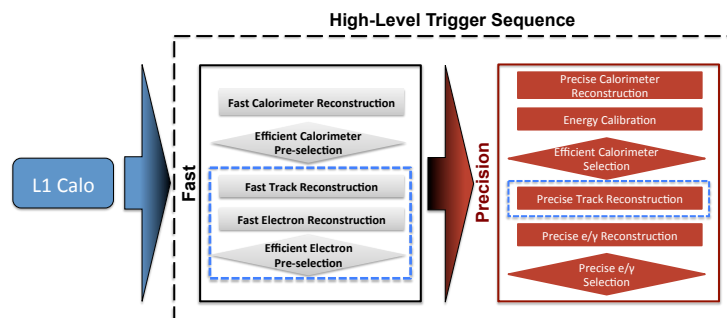 High-Level Trigger Sequence
L1 Calo
Fast
Fast Calorimeter Reconstruction
Efficient Calorimeter
Pre-selection
Fast Track Reconstruction
Fast Electron Reconstruction
Efficient Electron
Pre-selection
Precision
Precise Calorimeter
Reconstruction
Energy Calibration
Efficient Calorimeter
Selection
Precise Track Reconstruction
Precise e/γ Reconstruction
Precise e/γ
Selection